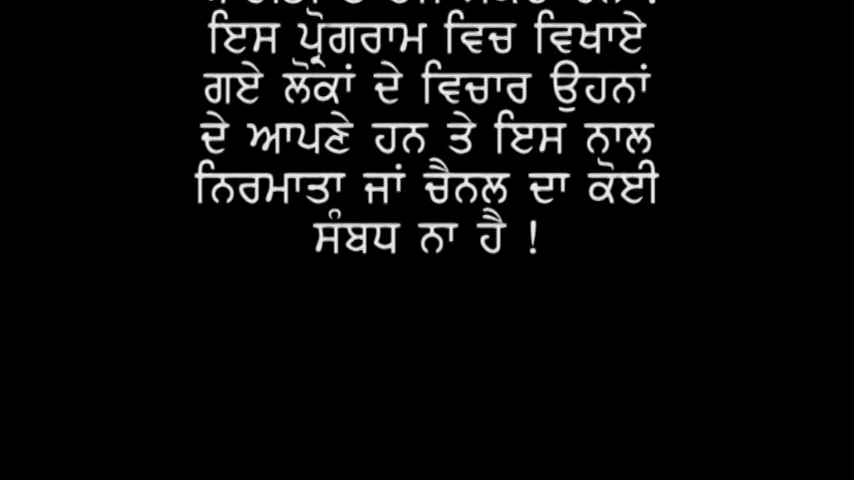 ਇਸ ਪ੍ਰੋਗਰਾਮ ਵਿਚ ਵਿਖਾਏ
ਗਏ ਲੋਕਾਂ ਦੇ ਵਿਚਾਰ ਉਹਨਾਂ
ਦੇ ਆਪਣੇ ਹਨ ਤੇ ਇਸ ਨਾਲ
ਨਿਰਮਾਤਾ ਜਾਂ ਚੈਨਲ ਦਾ ਕੋਈ
ਸੰਬਧ ਨਾ ਹੈ !